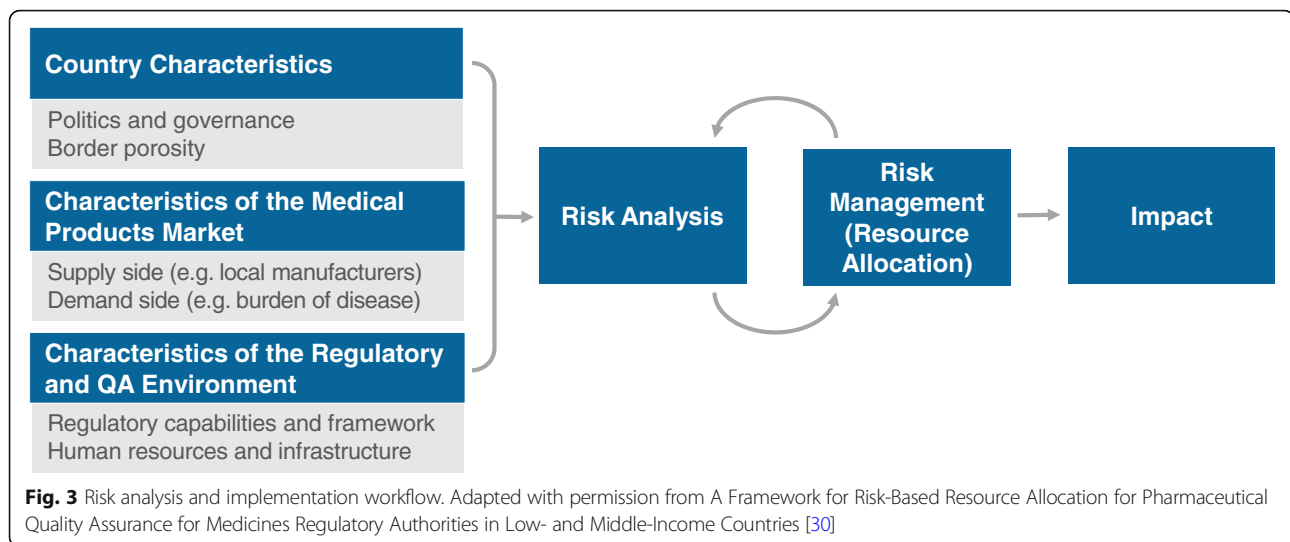 Country Characteristics
Politics and governance
Border porosity
Characteristics of the Medical
Products Market
Supply side (e.g. local manufacturers)
Demand side (e.g. burden of disease)
Characteristics of the Regulatory
and QA Environment
Regulatory capabilities and framework
Human resources and infrastructure
Risk Analysis
Risk
Management
(Resource
Allocation)
Impact
Fig. 3 Risk analysis and implementation workflow. Adapted with permission from A Framework for Risk-Based Resource Allocation for Pharmaceutical
Quality Assurance for Medicines Regulatory Authorities in Low- and Middle-Income Countries [30]